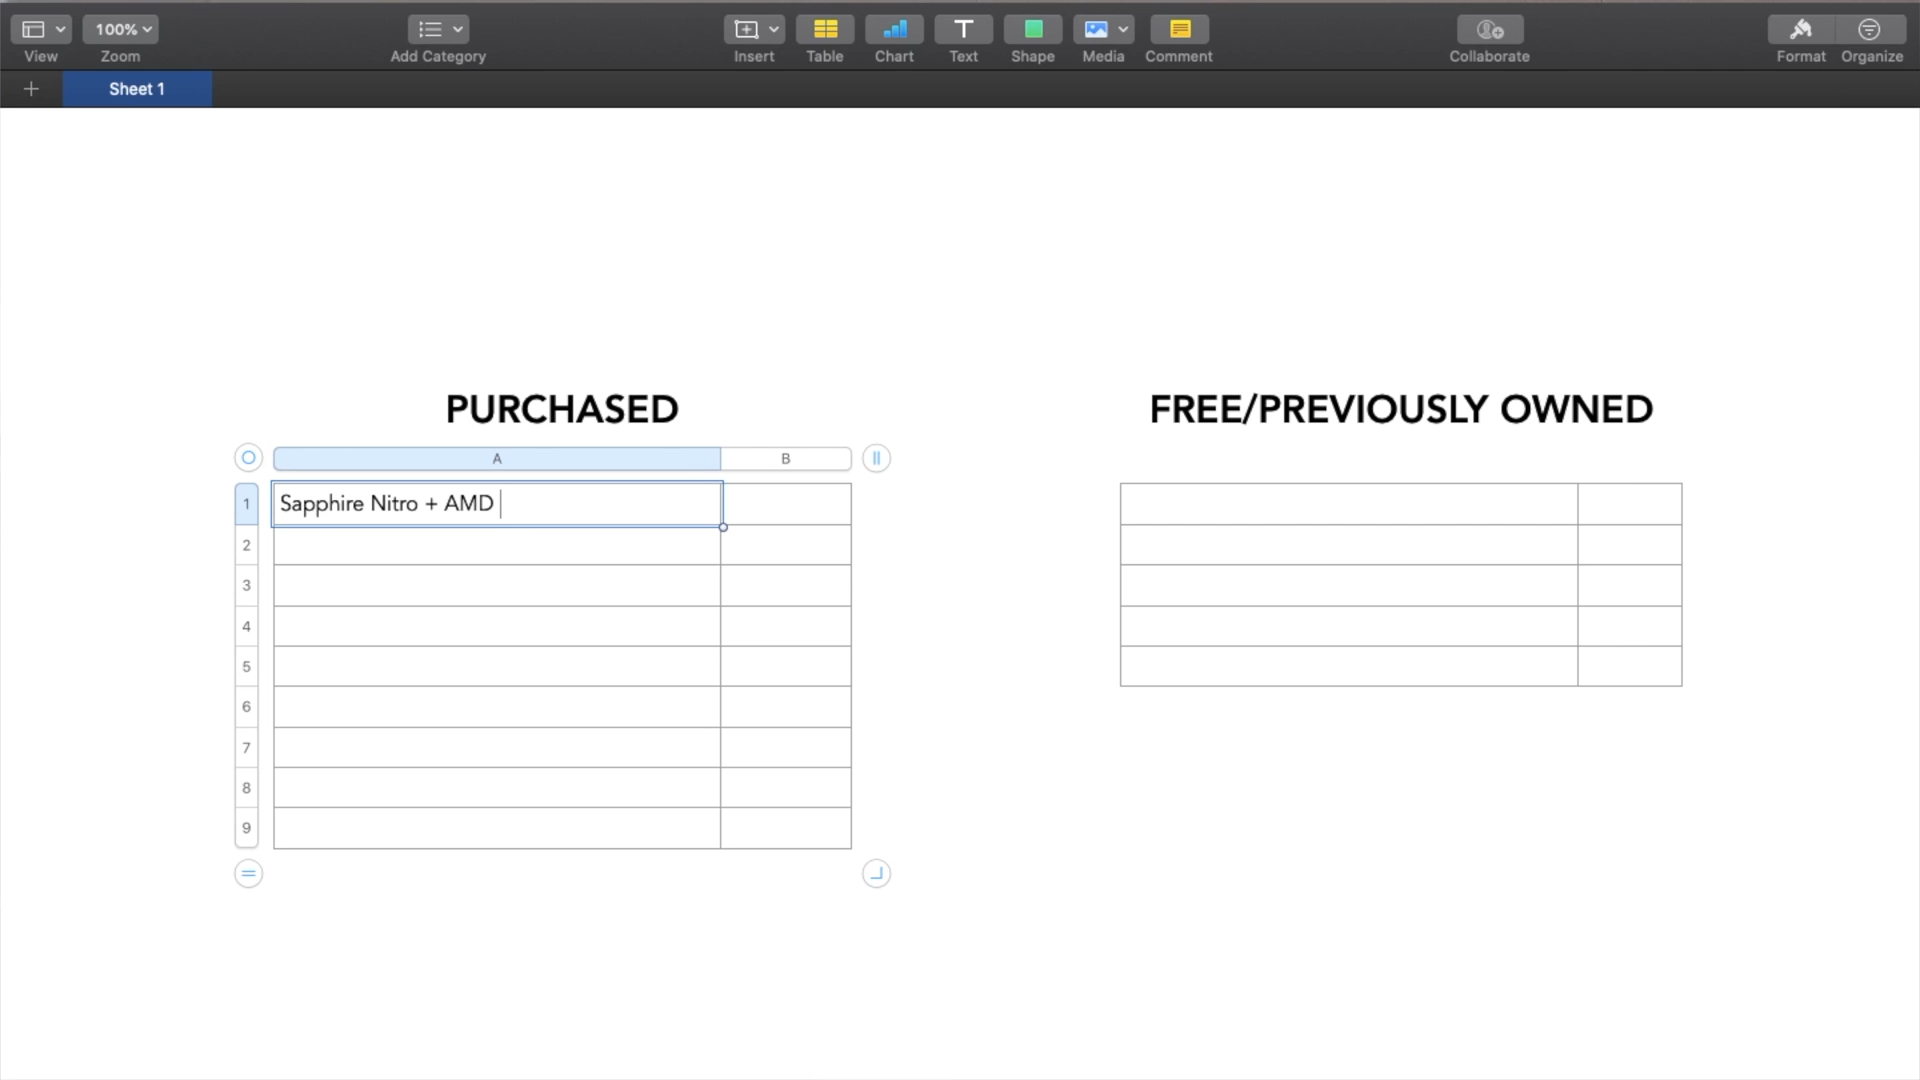 100%
View
Zoom
Add Category
Insert
Table
Chart
Text
Shape
Media
Comment
Collaborate
Format
Organize
Sheet 1
PURCHASED
A
B
1
Sapphire Nitro + AMD
2
3
4
5
6
7
8
9
FREE/PREVIOUSLY OWNED